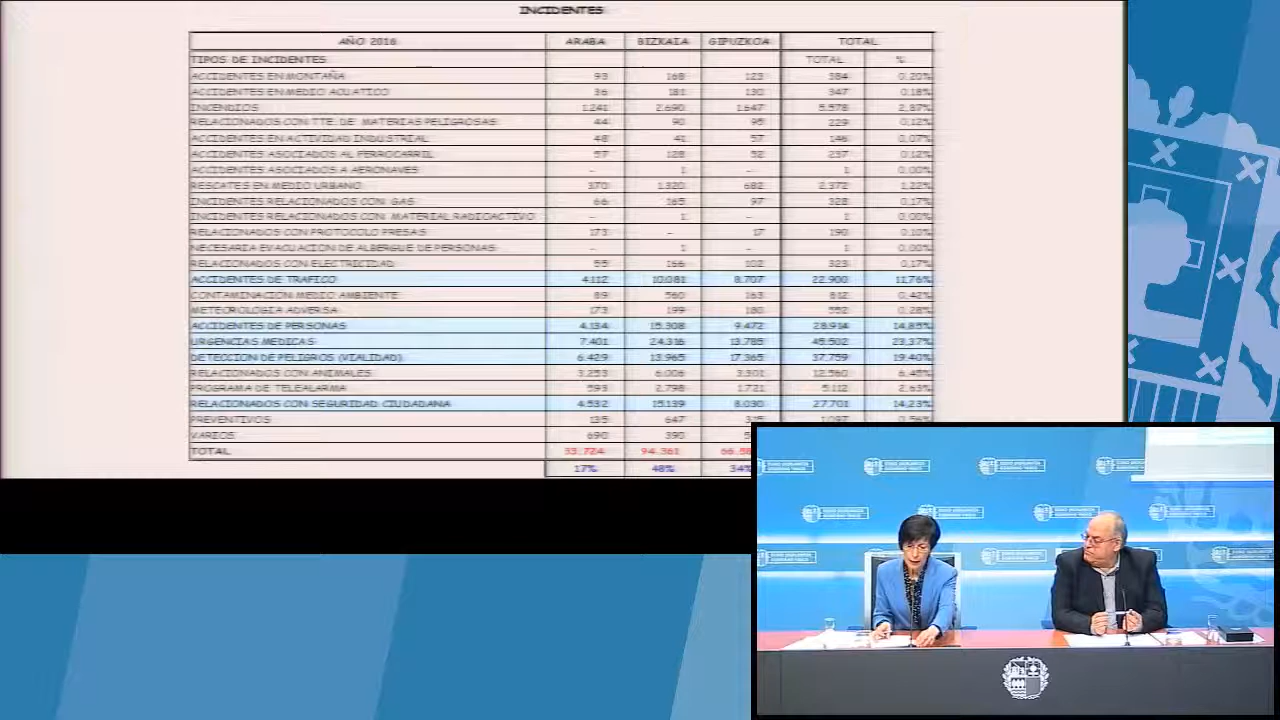 INCIDENTES
AÑO 2016 ARABA BIZKAIA GIPUZKOA TOTAL
TIPOS DE INCIDENTES TOTAL %
ACCIDENTES EN MONTAÑA 93 168 123 384 0.20%
ACCIDENTES EN MEDIO ACUATICO 36 181 130 347 0.18%
INCENDIOS 1.241 2.690 1.647 5.578 2,87%
RELACIONADOS CON TTE. DE MATERIAS PELIGROSAS 44 90 95 229 0,12%
ACCIDENTES EN ACTIVIDAD INDUSTRIAL 48 41 57 146 0,07%
ACCIDENTES ASOCIADOS AL FERROCARRIL 57 128 52 237 0,12%
ACCIDENTES ASOCIADOS A AERONAVES - 1 - 1 0.00%
RESCATES EN MEDIO URBANO 370 1.320 682 2.372 1,22%
INCIDENTES RELACIONADOS CON: GAS 66 165 97 328 0,17%
INCIDENTES RELACIONADOS CON: MATERIAL RADIOACTIVO - 1 - 1 0.00%
RELACIONADOS CON PROTOCOLO PRESAS 173 - 17 190 0.10%
NECESARIA EVACUACION DE ALBERGUE DE PERSONAS - 1 - 1 0.00%
RELACIONADOS CON ELECTRICIDAD 55 166 102 323 0,17%
ACCIDENTES DE TRAFICO 4.112 10.081 8.707 22.900 11,76%
CONTAMINACION MEDIO AMBIENTE 89 560 163 812 0,42%
METEOROLOGIA ADVERSA 173 199 180 552 0,28%
ACCIDENTES DE PERSONAS 4.134 15.308 9.472 28.914 14,85%
URGENCIAS MEDICAS 7.401 24.316 13.785 45.502 23,37%
DETECCION DE PELIGROS (VIALIDAD) 6.429 13.965 17.365 37.759 19,40%
RELACIONADOS CON ANIMALES 3.253 6.006 3.301 12.560 6,45%
PROGRAMA DE TELEALARMA 593 2.798 1.721 5.112 2,63%
RELACIONADOS CON SEGURIDAD CIUDADANA 4.532 15.139 8.030 27.701 14,23%
PREVENTIVOS 135 647 315 1.097 0,56%
VARIOS 690 390
TOTAL 33.724 94.361
17% 48% 34%